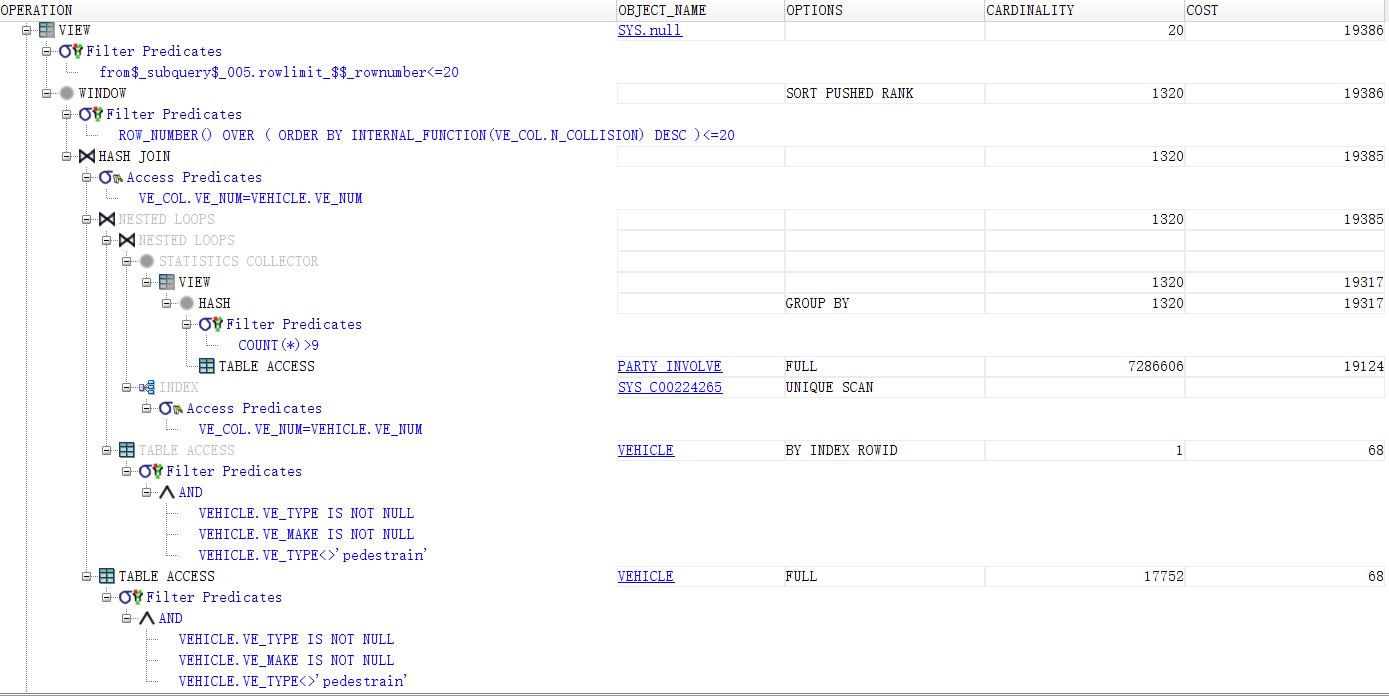 OPERATION OBJECT_NAME OPTIONS CARDINALITY COST
VIEW SYS.null 20 19386
Filter Predicates
from$_subquery$_005.rowlimit_$$_rownumber<=20
WINDOW SORT PUSHED RANK 1320 19386
Filter Predicates
ROW_NUMBER() OVER ( ORDER BY INTERNAL_FUNCTION(VE_COL.N_COLLISION) DESC )<=20
HASH JOIN 1320 19385
Access Predicates
VE_COL.VE_NUM=VEHICLE.VE_NUM
NESTED LOOPS 1320 19385
NESTED LOOPS
STATISTICS COLLECTOR
VIEW 1320 19317
HASH GROUP BY 1320 19317
Filter Predicates
COUNT(*)>9
TABLE ACCESS PARTY_INVOLVE FULL 7286606 19124
INDEX SYS_C00224265 UNIQUE SCAN
Access Predicates
VE_COL.VE_NUM=VEHICLE.VE_NUM
TABLE ACCESS VEHICLE BY INDEX ROWID 1 68
Filter Predicates
AND
VEHICLE.VE_TYPE IS NOT NULL
VEHICLE.VE_MAKE IS NOT NULL
VEHICLE.VE_TYPE<>'pedestrain'
TABLE ACCESS VEHICLE FULL 17752 68
Filter Predicates
AND
VEHICLE.VE_TYPE IS NOT NULL
VEHICLE.VE_MAKE IS NOT NULL
VEHICLE.VE_TYPE<>'pedestrain'